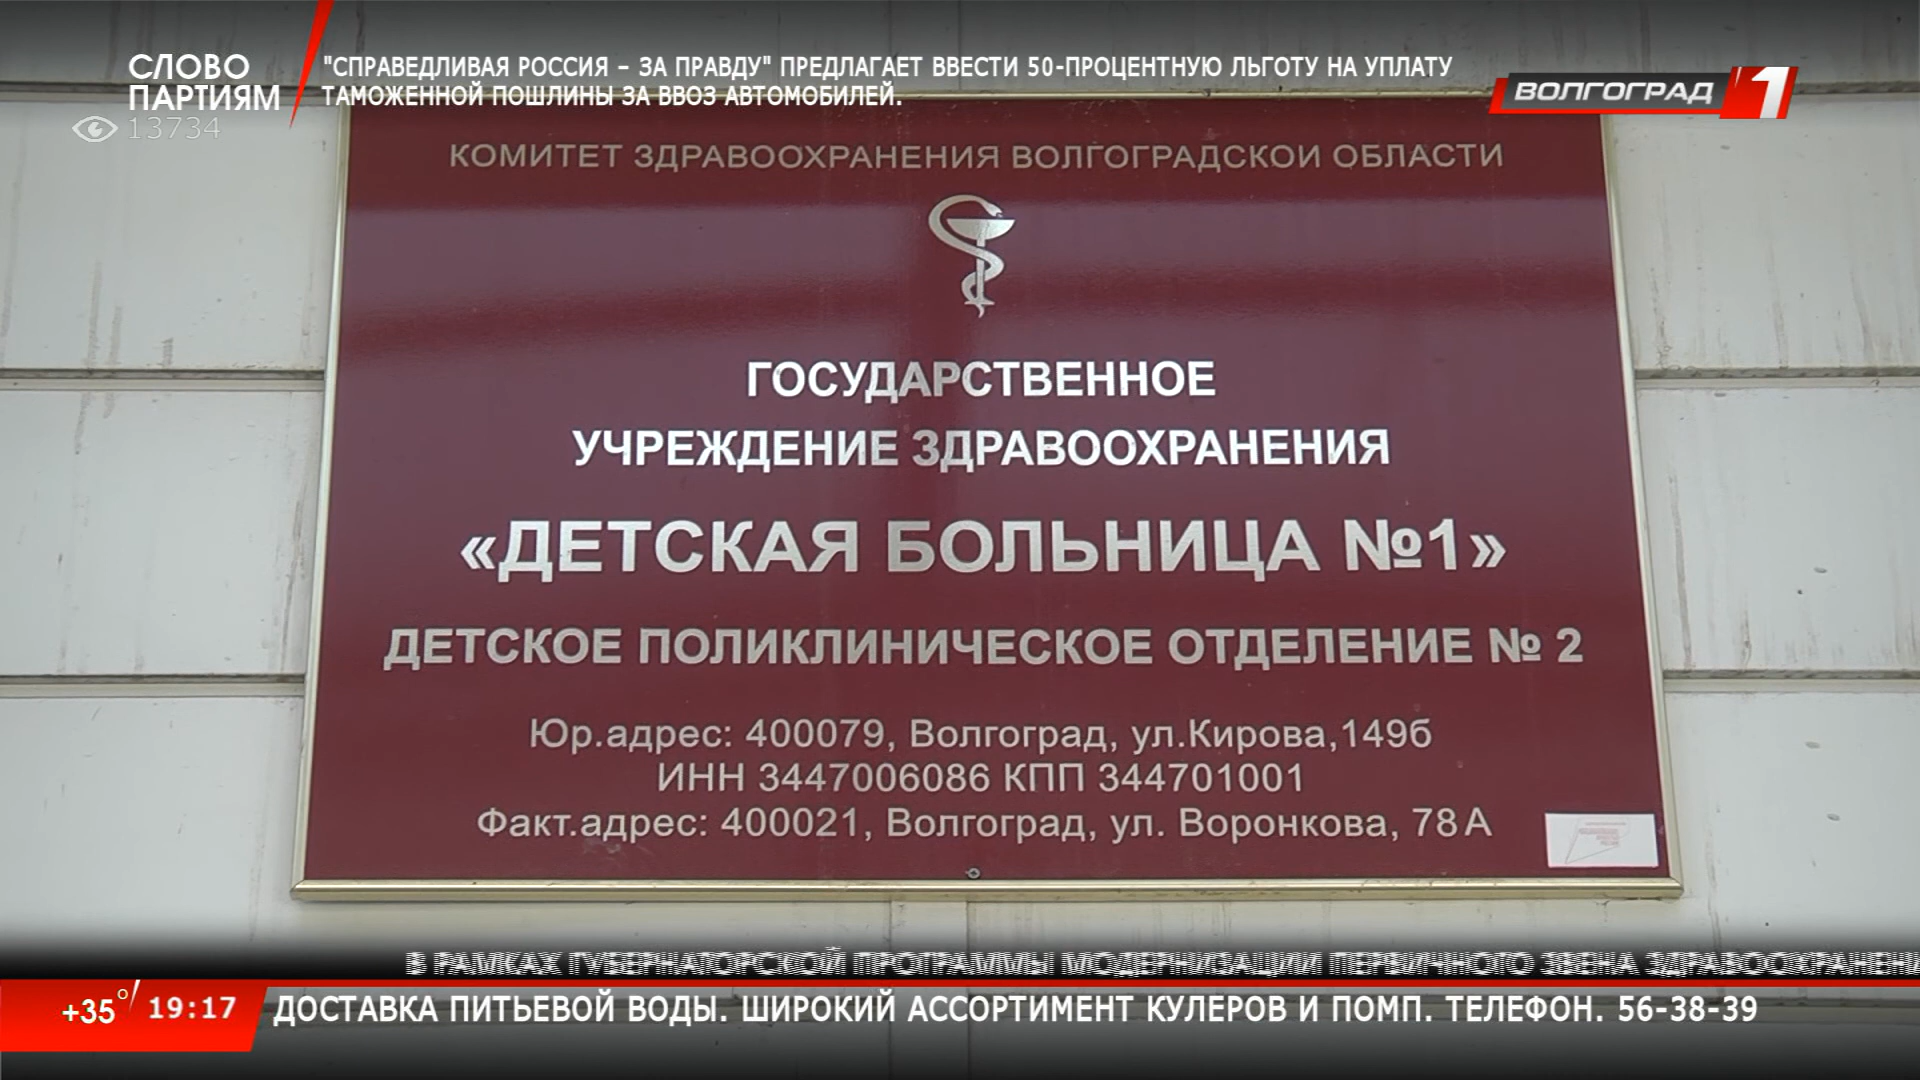 СЛОВО
ПАРТИЯМ
13734
"СПРАВЕДЛИВАЯ РОССИЯ – ЗА ПРАВДУ" ПРЕДЛАГАЕТ ВВЕСТИ 50-ПРОЦЕНТНУЮ ЛЬГОТУ НА УПЛАТУ
ТАМОЖЕННОЙ ПОШЛИНЫ ЗА ВВОЗ АВТОМОБИЛЕЙ.
ВОЛГОГРАД 1
КОМИТЕТ ЗДРАВООХРАНЕНИЯ ВОЛГОГРАДСКОИ ОБЛАСТИ
ГОСУДАРСТВЕННОЕ
УЧРЕЖДЕНИЕ ЗДРАВООХРАНЕНИЯ
«ДЕТСКАЯ БОЛЬНИЦА №1»
ДЕТСКОЕ ПОЛИКЛИНИЧЕСКОЕ ОТДЕЛЕНИЕ № 2
Юр.адрес: 400079, Волгоград, ул.Кирова,149б
ИНН 3447006086 КПП 344701001
Факт.адрес: 400021, Волгоград, ул. Воронкова, 78А
В РАМКАХ ГУБЕРНАТОРСКОЙ ПРОГРАММЫ МОДЕРНИЗАЦИИ ПЕРВИЧНОГО ЗВЕНА ЗДРАВООХРАНЕНИ
+35° 19:17 ДОСТАВКА ПИТЬЕВОЙ ВОДЫ. ШИРОКИЙ АССОРТИМЕНТ КУЛЕРОВ И ПОМП. ТЕЛЕФОН. 56-38-39